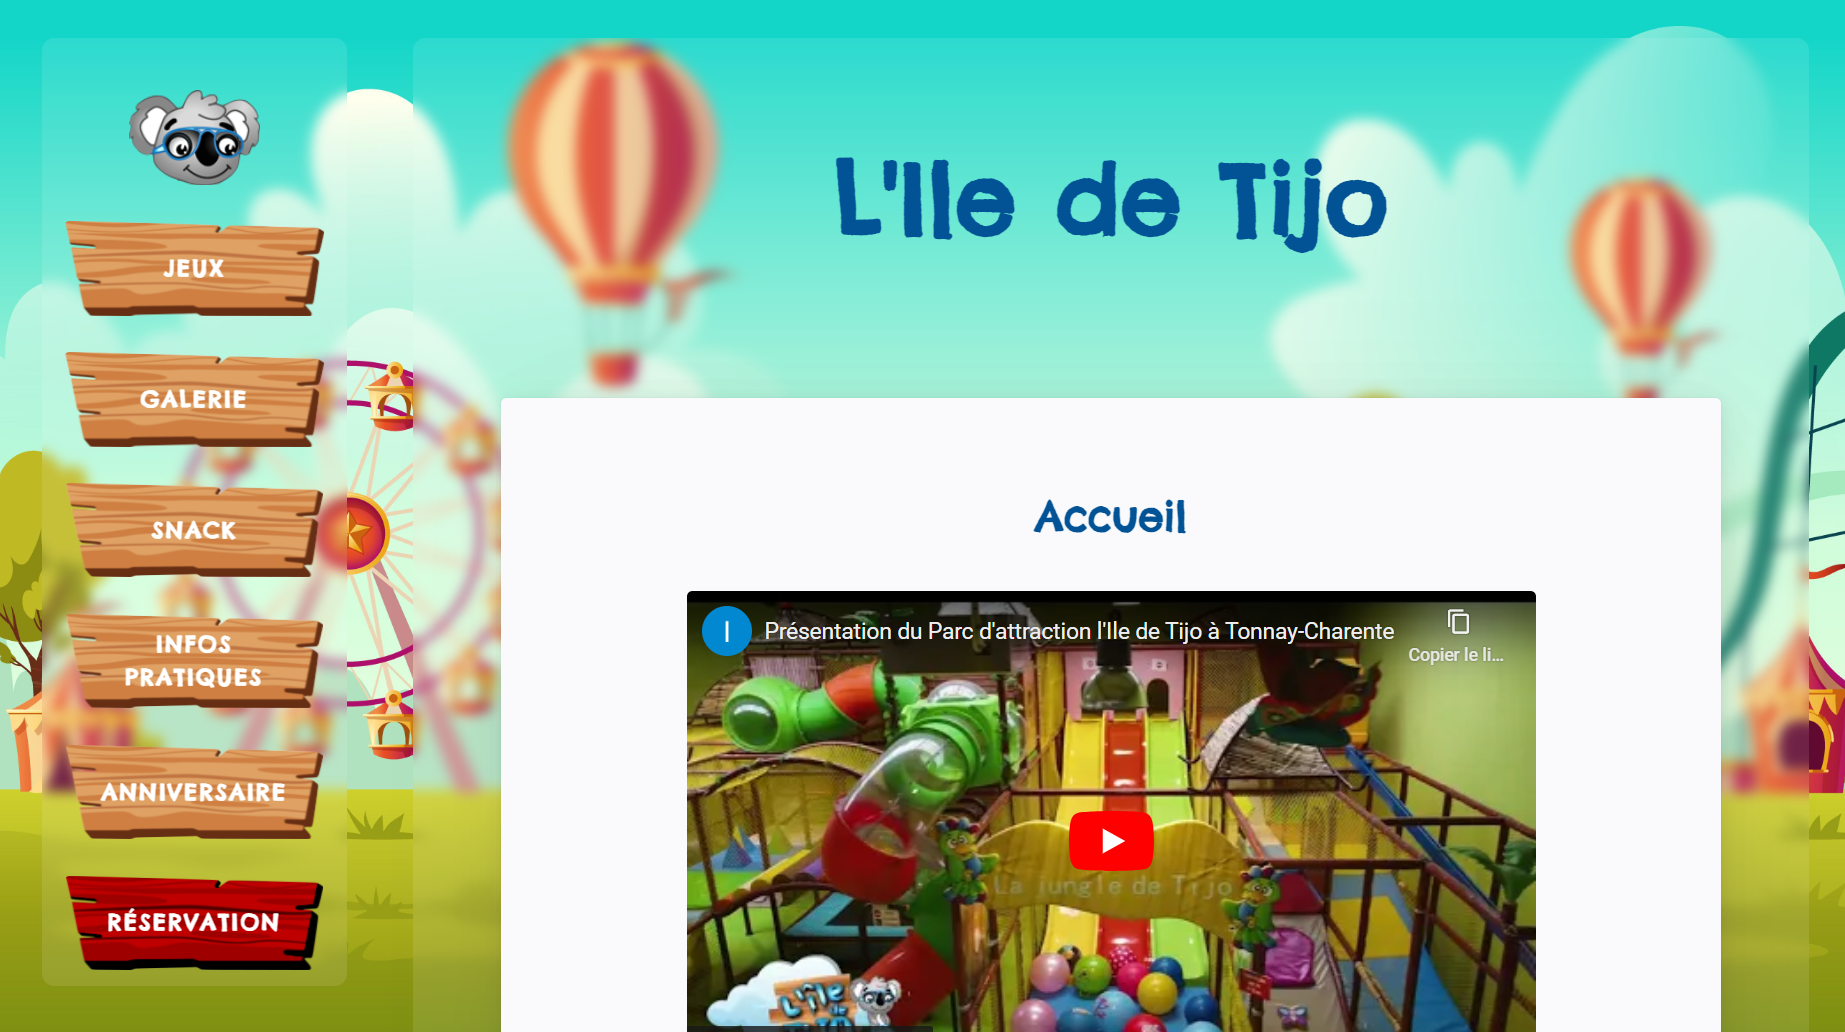 L'Ile de Tijo
JEUX
GALERIE
SNACK
INFOS
PRATIQUES
ANNIVERSAIRE
RÉSERVATION
Accueil
I
Présentation du Parc d'attraction l'Ile de Tijo à Tonnay-Charente
Copier le li...
La jungle de Tijo
L'île
de